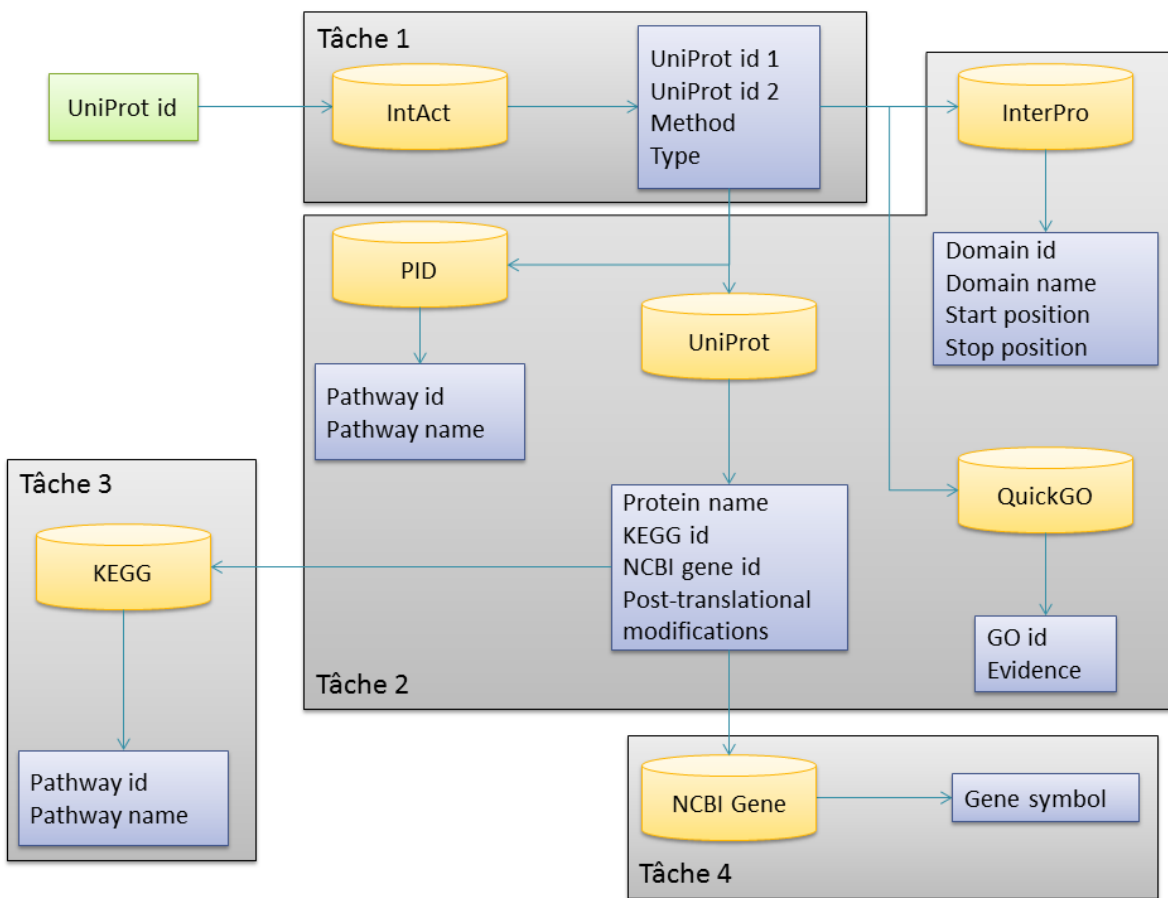 Tâche 1
UniProt id
IntAct
UniProt id 1
UniProt id 2
Method
Type
InterPro
Domain id
Domain name
Start position
Stop position
PID
UniProt
Pathway id
Pathway name
QuickGO
GO id
Evidence
Protein name
KEGG id
NCBI gene id
Post-translational
modifications
Tâche 2
Tâche 3
KEGG
Pathway id
Pathway name
NCBI Gene
Gene symbol
Tâche 4